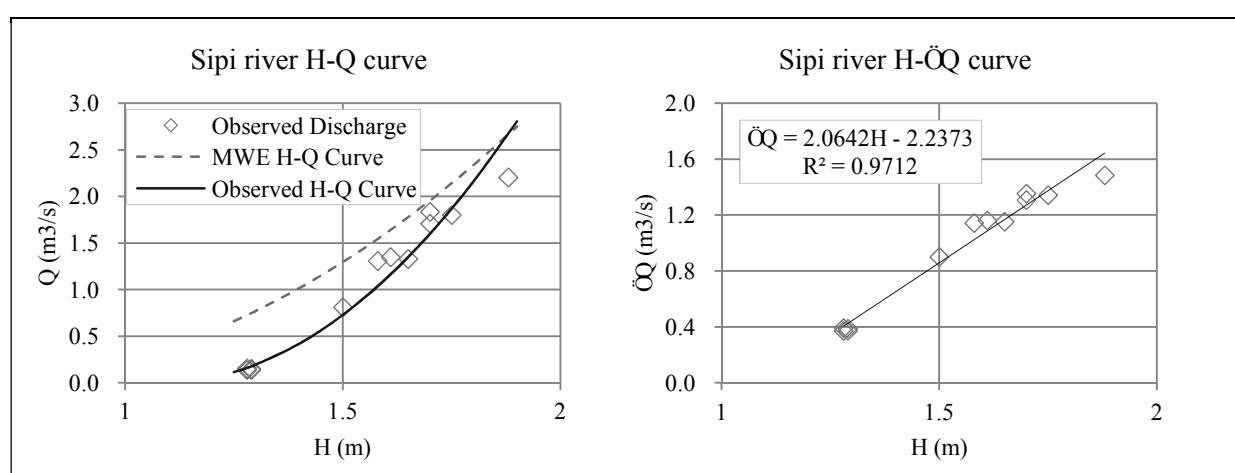 Sipi river H-Q curve
3.0
2.5
2.0
1.5
1.0
0.5
0.0
Q (m3/s)
Observed Discharge
MWE H-Q Curve
Observed H-Q Curve
1
1.5
2
H (m)
Sipi river H-ÖQ curve
2.0
1.6
1.2
0.8
0.4
0.0
ÖQ (m3/s)
ÖQ = 2.0642H - 2.2373
R² = 0.9712
1
1.5
2
H (m)